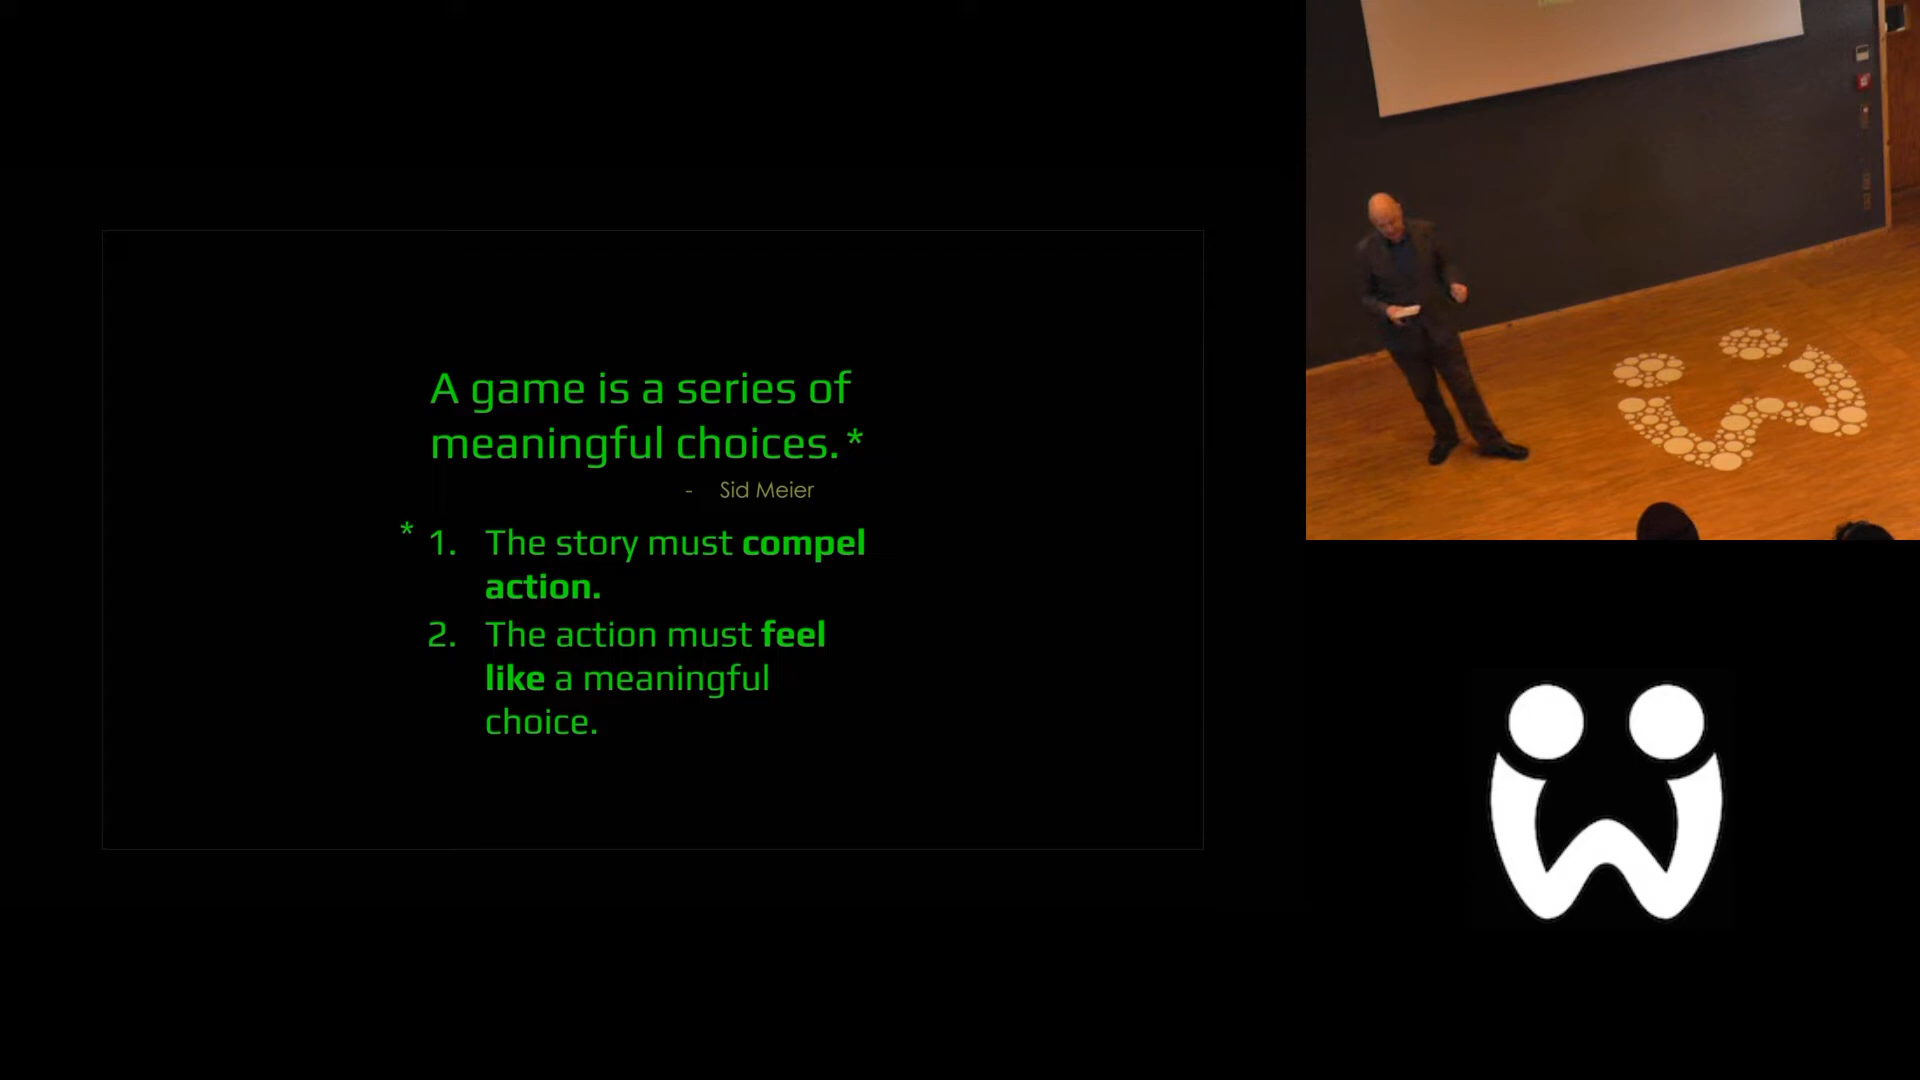 A game is a series of
meaningful choices.*
- Sid Meier
* 1. The story must compel
action.
2. The action must feel
like a meaningful
choice.